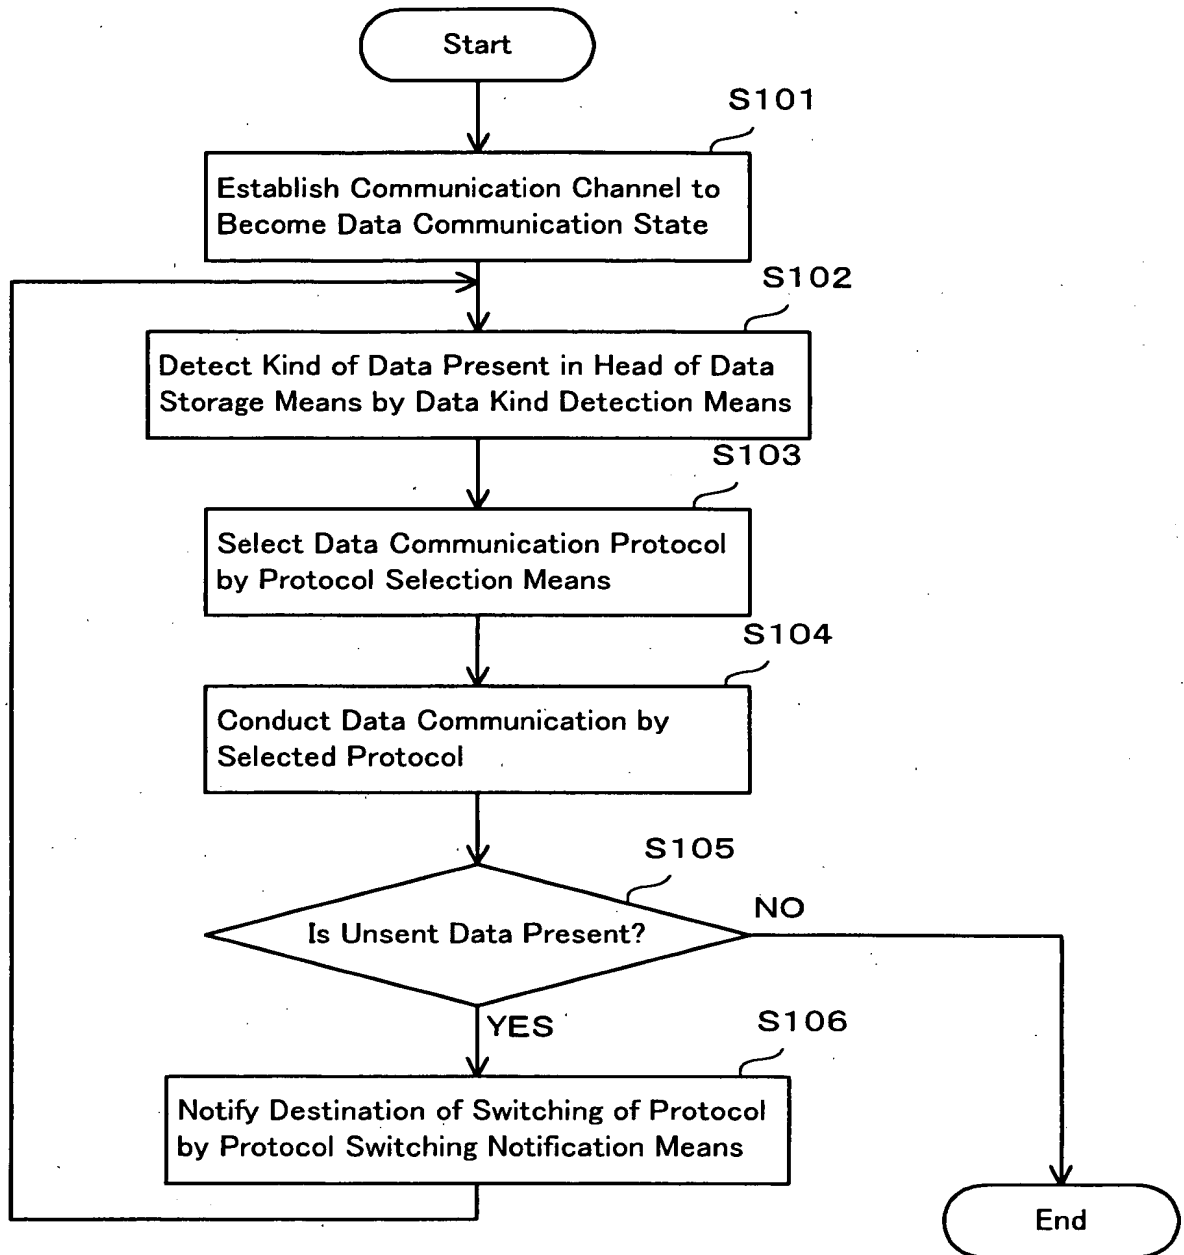 Start
S101
Establish Communication Channel to
Become Data Communication State
S102
Detect Kind of Data Present in Head of Data
Storage Means by Data Kind Detection Means
S103
Select Data Communication Protocol
by Protocol Selection Means
S104
Conduct Data Communication by
Selected Protocol
S105
Is Unsent Data Present?
NO
YES
S106
Notify Destination of Switching of Protocol
by Protocol Switching Notification Means
End